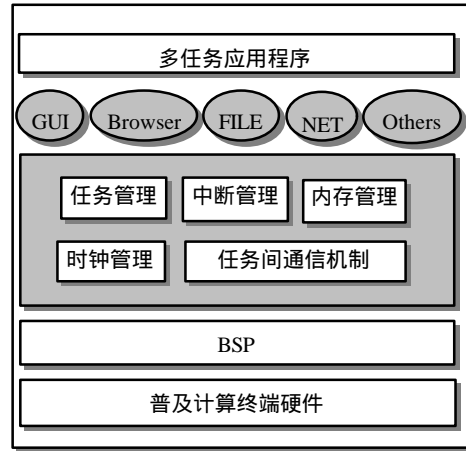 多任务应用程序
GUI Browser FILE NET Others
任务管理 中断管理 内存管理
时钟管理 任务间通信机制
BSP
普及计算终端硬件